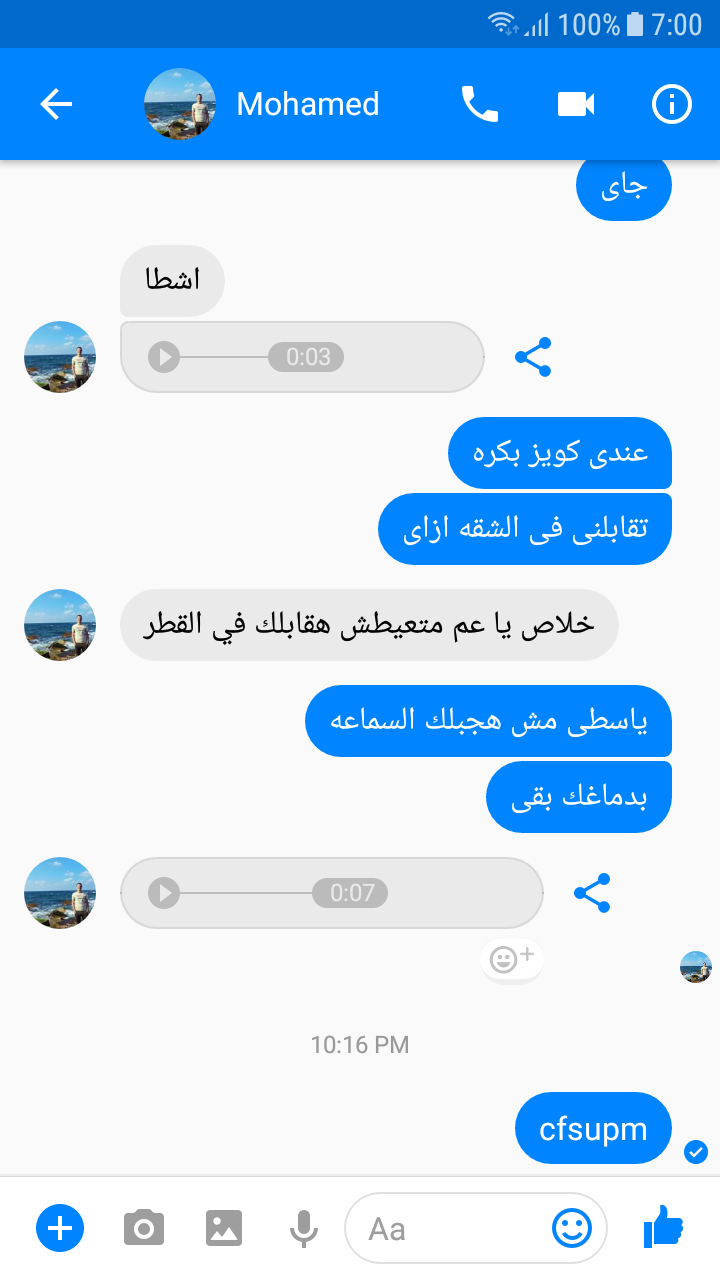 100% 7:00
Mohamed
جاى
اشطا
0:03
عندى كويز بكره
تقابلنى فى الشقه ازاى
خلاص يا عم متعيطش هقابلك في القطر
ياسطى مش هجبلك السماعه
بدماغك بقى
0:07
10:16 PM
cfsupm
Aa